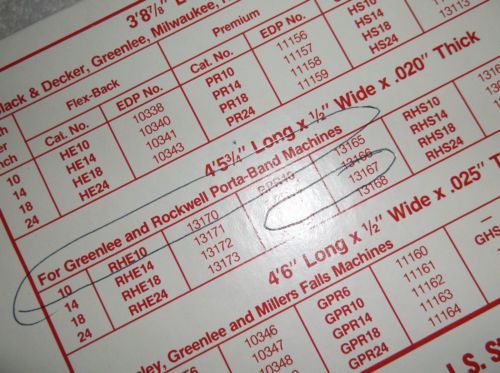 3'8⅞"
lack & Decker, Greenlee, Milwaukee,
Flex-Back Premium
Cat. No. EDP No. Cat. No. EDP No.
10 HE10 10338 PR10 11156 HS10
14 HE14 10340 PR14 11157 HS14
18 HE18 10341 PR18 11158 HS18
24 HE24 10343 PR24 11159 HS24 13113
4'5¾" Long x ½" Wide x .020" Thick
For Greenlee and Rockwell Porta-Band Machines
10 RHE10 13170 13165 RHS10
14 RHE14 13171 13166 RHS14
18 RHE18 13172 13167 RHS18
24 RHE24 13173 13168 RHS24
4'6" Long x ½" Wide x .025"
ley, Greenlee and Millers Falls Machines
10346 GPR6 11160
10347 GPR10 11161
10348 GPR18 11162
GPR24 11163
11164